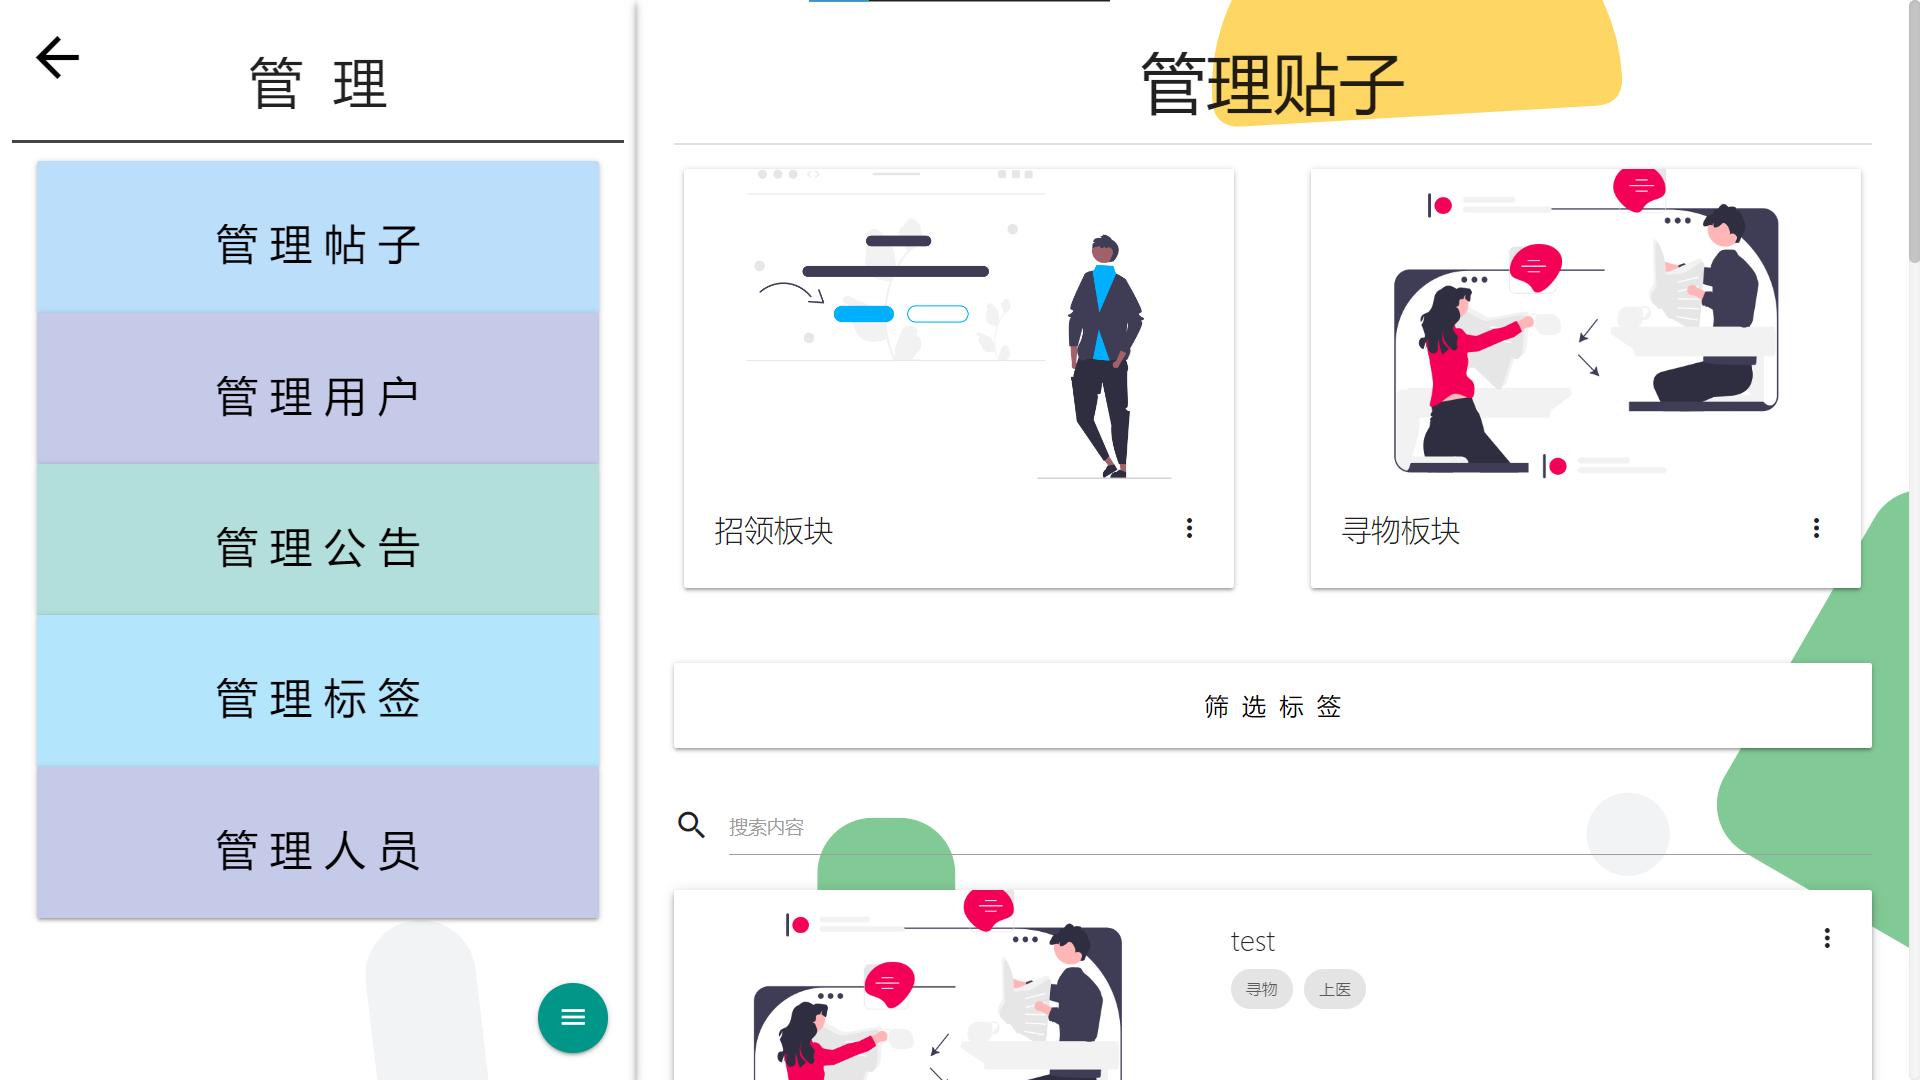 管 理
管理帖子
管理用户
管理公告
管理标签
管理人员
管理贴子
招领板块
寻物板块
筛 选 标 签
搜索内容
test
寻物
上医